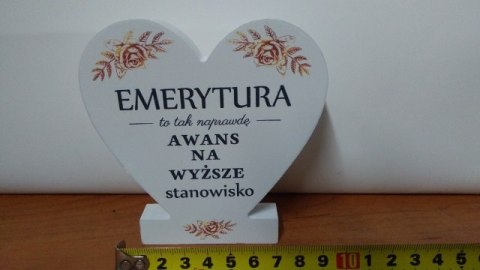 EMERYTURA
to tak naprawdę
AWANS
NA
WYŻSZE
stanowisko
2 3 4 5 6 7 8 9 10 1 2 3 4 5 6